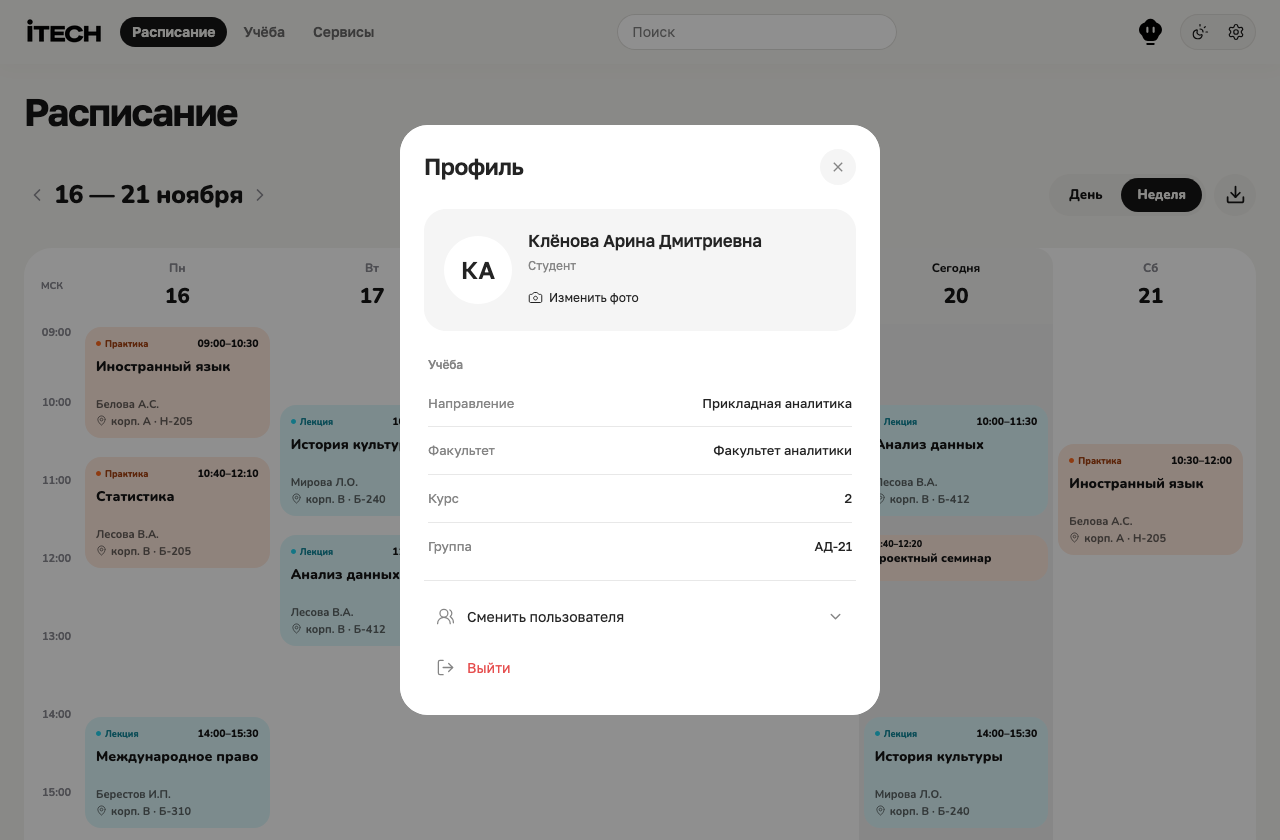 iTECH
Расписание
Учёба
Сервисы
Поиск
Расписание
16 — 21 ноября
День
Неделя
МСК
Пн
16
Вт
17
Сегодня
20
Сб
21
09:00
10:00
11:00
12:00
13:00
14:00
15:00
Практика 09:00–10:30
Иностранный язык
Белова А.С.
корп. А · Н-205
Практика 10:40–12:10
Статистика
Лесова В.А.
корп. В · Б-205
Лекция 14:00–15:30
Международное право
Берестов И.П.
корп. В · Б-310
Лекция
Мирова Л.О.
История
корп. В · Б-240
Лекция
Анализ данных
Лесова В.А.
корп. В · Б-412
Профиль
КА
Клёнова Арина Дмитриевна
Студент
Изменить фото
Учёба
Направление Прикладная аналитика
Факультет Факультет аналитики
Курс 2
Группа АД-21
Сменить пользователя
Выйти
Лекция 10:00–11:30
данных
В.А.
корп. В · Б-412
семинар
Лекция 14:00–15:30
История культуры
Мирова Л.О.
корп. В · Б-240
Практика 10:30–12:00
Иностранный язык
Белова А.С.
корп. А · Н-205